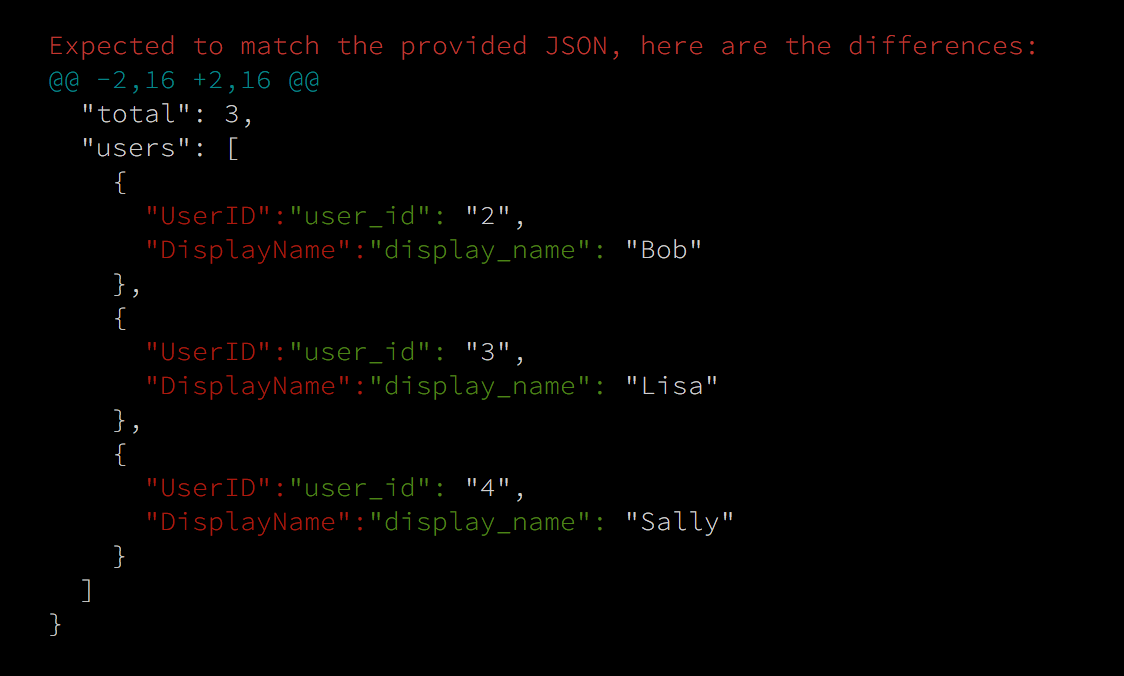 Expected to match the provided JSON, here are the differences:
@@ -2,16 +2,16 @@
  "total": 3,
  "users": [
    {
      "UserID":"user_id": "2",
      "DisplayName":"display_name": "Bob"
    },
    {
      "UserID":"user_id": "3",
      "DisplayName":"display_name": "Lisa"
    },
    {
      "UserID":"user_id": "4",
      "DisplayName":"display_name": "Sally"
    }
  ]
}